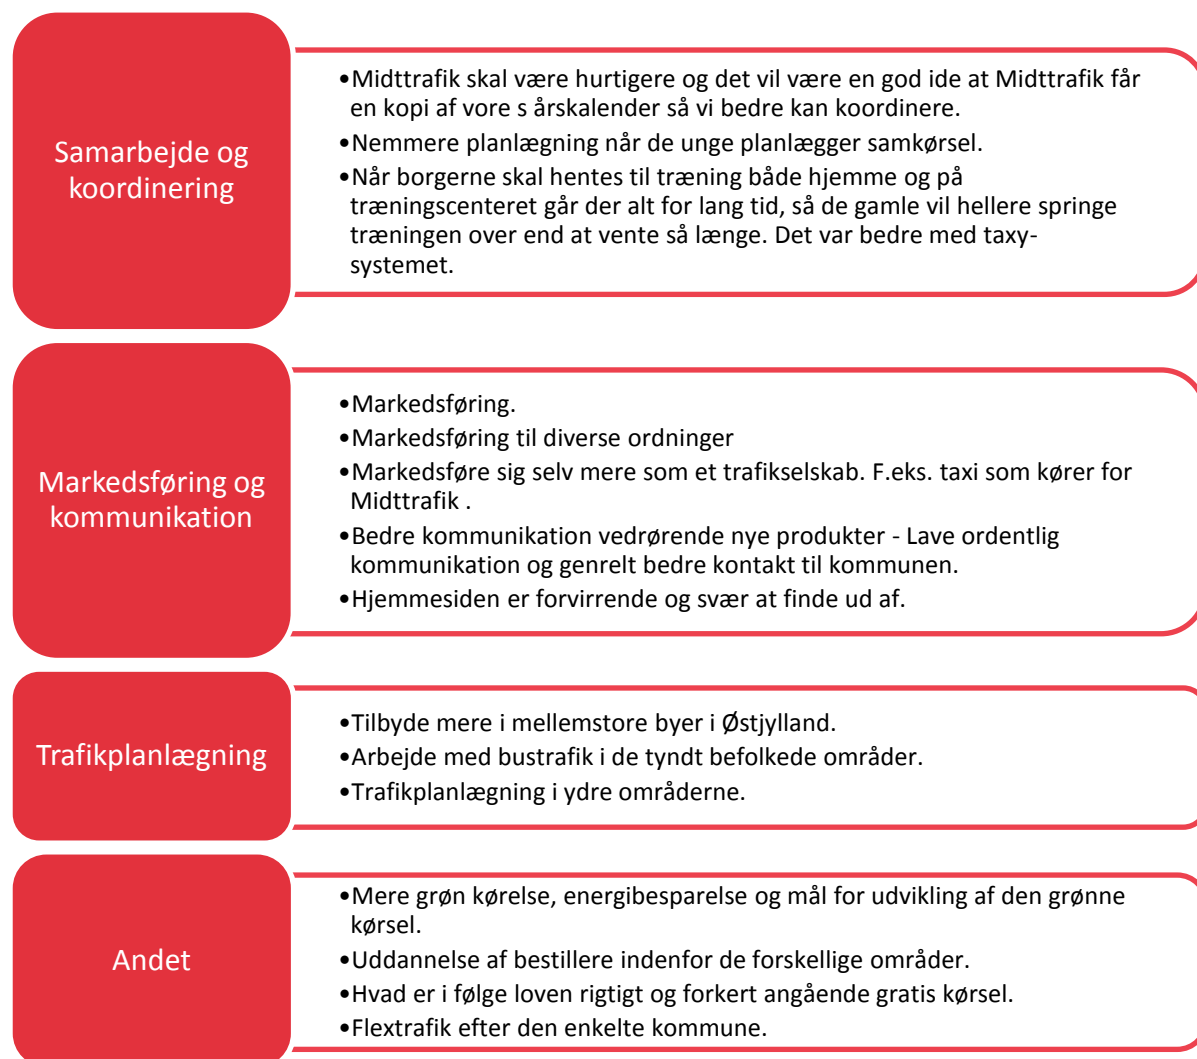 Samarbejde og
koordinering
•Midttrafik skal være hurtigere og det vil være en god ide at Midttrafik får
en kopi af vore s årskalender så vi bedre kan koordinere.
•Nemmere planlægning når de unge planlægger samkørsel.
•Når borgerne skal hentes til træning både hjemme og på
træningscenteret går der alt for lang tid, så de gamle vil hellere springe
træningen over end at vente så længe. Det var bedre med taxy-
systemet.
Markedsføring og
kommunikation
•Markedsføring.
•Markedsføring til diverse ordninger
•Markedsføre sig selv mere som et trafikselskab. F.eks. taxi som kører for
Midttrafik .
•Bedre kommunikation vedrørende nye produkter - Lave ordentlig
kommunikation og genrelt bedre kontakt til kommunen.
•Hjemmesiden er forvirrende og svær at finde ud af.
Trafikplanlægning
•Tilbyde mere i mellemstore byer i Østjylland.
•Arbejde med bustrafik i de tyndt befolkede områder.
•Trafikplanlægning i ydre områderne.
Andet
•Mere grøn kørelse, energibesparelse og mål for udvikling af den grønne
kørsel.
•Uddannelse af bestillere indenfor de forskellige områder.
•Hvad er i følge loven rigtigt og forkert angående gratis kørsel.
•Flextrafik efter den enkelte kommune.